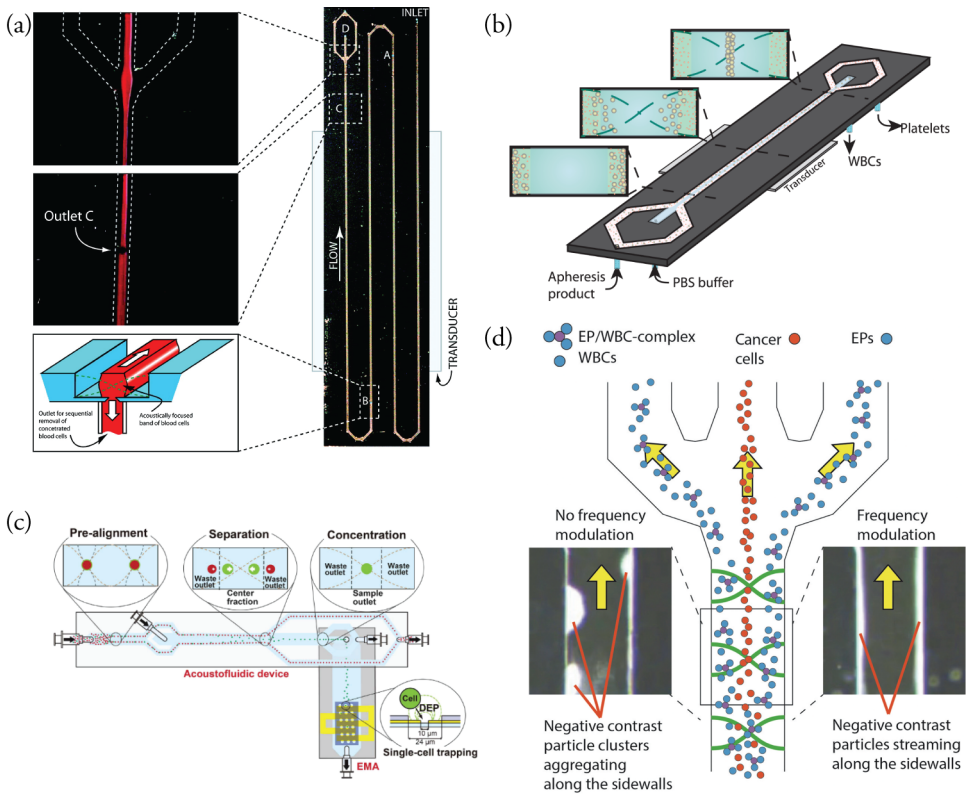 (a)
INLET
D
A
C
Outlet C
FLOW
TRANSDUCER
B
Outlet for sequential
removal of
concetrated
blood cells
Acoustically focused
band of blood cells
(b)
Platelets
WBCs
Transducer
Apheresis
product
PBS buffer
(c)
Pre-alignment
Separation
Concentration
Waste
outlet
Waste
outlet
Center
fraction
Waste
outlet
Waste
outlet
Sample
outlet
Acoustofluidic device
Cell
DEP
10 μm
24 μm
Single-cell trapping
EMA
(d)
EP/WBC-complex
WBCs
Cancer
cells
EPs
No frequency
modulation
Frequency
modulation
Negative contrast
particle clusters
aggregating
along the sidewalls
Negative contrast
particles streaming
along the sidewalls